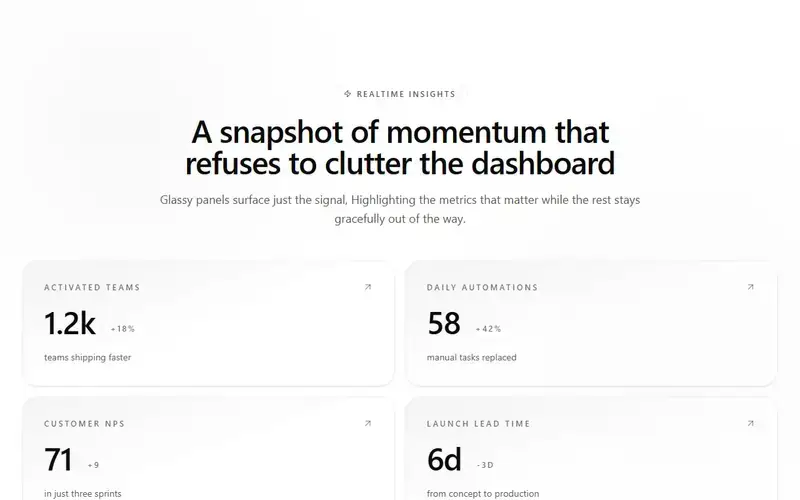 REALTIME INSIGHTS
A snapshot of momentum that
refuses to clutter the dashboard
Glassy panels surface just the signal, Highlighting the metrics that matter while the rest stays
gracefully out of the way.
ACTIVATED TEAMS
1.2k +18%
teams shipping faster
DAILY AUTOMATIONS
58 +42%
manual tasks replaced
CUSTOMER NPS
71 +9
in just three sprints
LAUNCH LEAD TIME
6d -3D
from concept to production